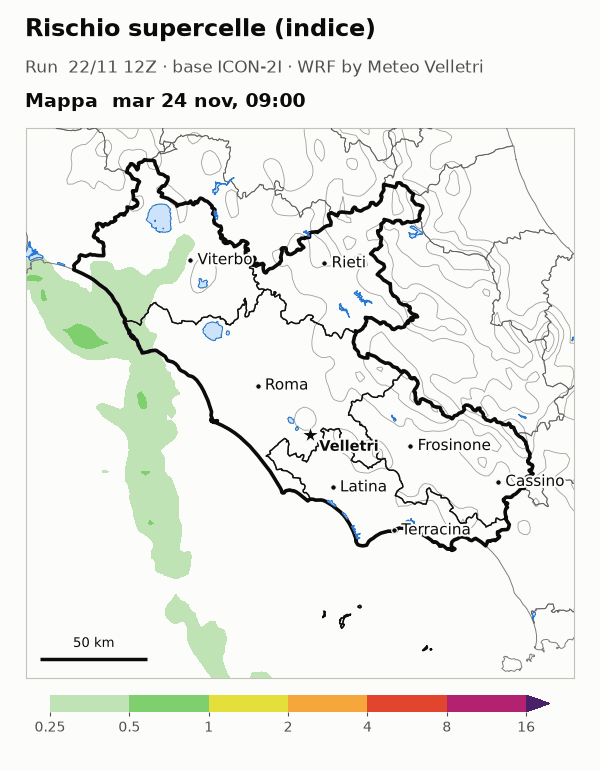 Rischio supercelle (indice)
Run  22/11 12Z · base ICON-2I · WRF by Meteo Velletri
Mappa  mar 24 nov, 09:00
Viterbo
Rieti
Roma
Velletri
Frosinone
Cassino
Latina
Terracina
50 km
0.25 0.5 1 2 4 8 16